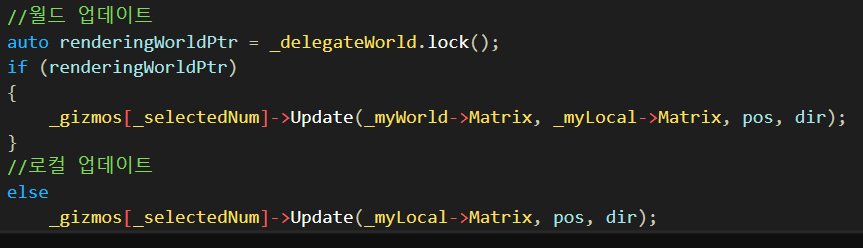 //월드 업데이트
auto renderingWorldPtr = _delegateWorld.lock();
if (renderingWorldPtr)
{
    _gizmos[_selectedNum]->Update(_myWorld->Matrix, _myLocal->Matrix, pos, dir);
}
//로컬 업데이트
else
    _gizmos[_selectedNum]->Update(_myLocal->Matrix, pos, dir);